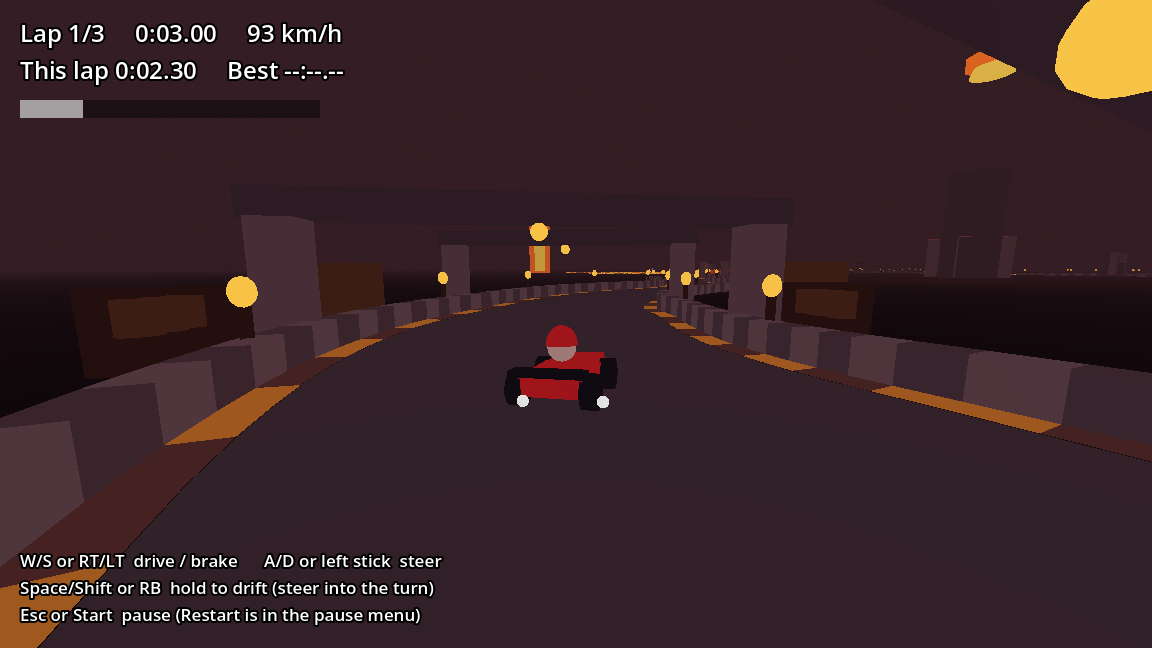 Lap 1/3 0:03.00 93 km/h
This lap 0:02.30 Best --:--.--
W/S or RT/LT drive / brake A/D or left stick steer
Space/Shift or RB hold to drift (steer into the turn)
Esc or Start pause (Restart is in the pause menu)